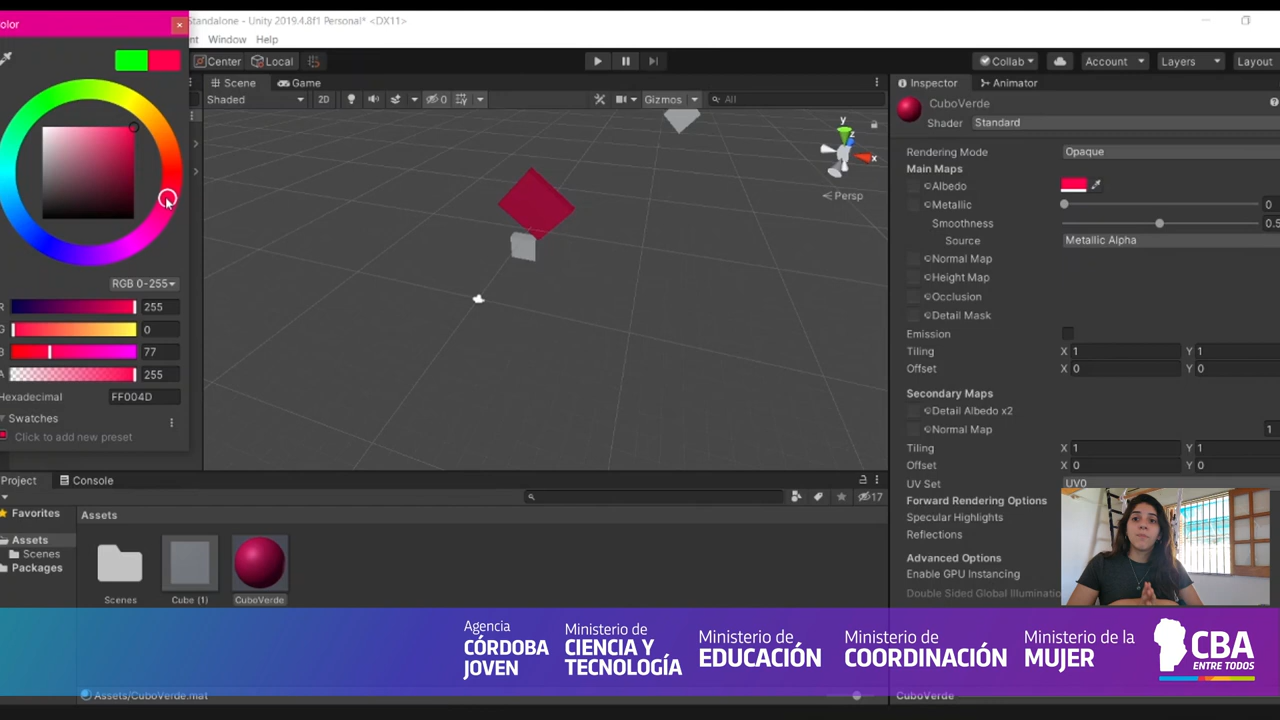 olor
Standalone - Unity 2019.4.8f1 Personal* <DX11>
nt Window Help
Center Local
Collab Account Layers Layout
Scene Game
Shaded 2D 0 Gizmos All
y
x
Persp
Inspector Animator
CuboVerde
Shader Standard
Rendering Mode Opaque
Main Maps
Albedo
Metallic 0
Smoothness 0.5
Source Metallic Alpha
Normal Map
Height Map
Occlusion
Detail Mask
Emission
Tiling X 1 Y 1
Offset X 0 Y 0
Secondary Maps
Detail Albedo x2
Normal Map 1
Tiling X 1 Y 1
Offset X 0 Y 0
UV Set UV0
Forward Rendering Options
Specular Highlights
Reflections
Advanced Options
Enable GPU Instancing
Double Sided Global Illuminatio
RGB 0-255
R 255
G 0
B 77
A 255
Hexadecimal FF004D
Swatches
Click to add new preset
Project Console
17
Favorites
Assets
Scenes
Packages
Assets
Scenes Cube (1) CuboVerde
Agencia
CÓRDOBA
JOVEN
Ministerio de
CIENCIA Y
TECNOLOGÍA
Ministerio de
EDUCACIÓN
Ministerio de
COORDINACIÓN
Ministerio de la
MUJER
CBA
ENTRE TODOS
Assets/CuboVerde.mat
CuboVerde